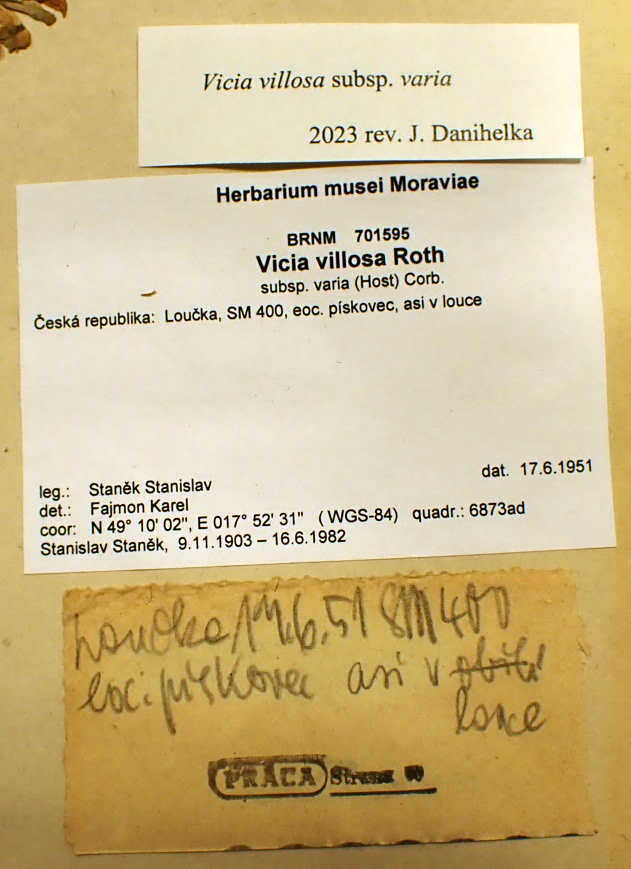 Vicia villosa subsp. varia
2023 rev. J. Danihelka
Herbarium musei Moraviae
BRNM 701595
Vicia villosa Roth
subsp. varia (Host) Corb.
Česká republika: Loučka, SM 400, eoc. pískovec, asi v louce
leg.: Staněk Stanislav
dat. 17.6.1951
det.: Fajmon Karel
coor: N 49° 10' 02", E 017° 52' 31" (WGS-84) quadr.: 6873ad
Stanislav Staněk, 9.11.1903 – 16.6.1982
Loučka 17.6.51 SM 400
eoc. pískovec asi v obilí
louce
PRÁCA Strana